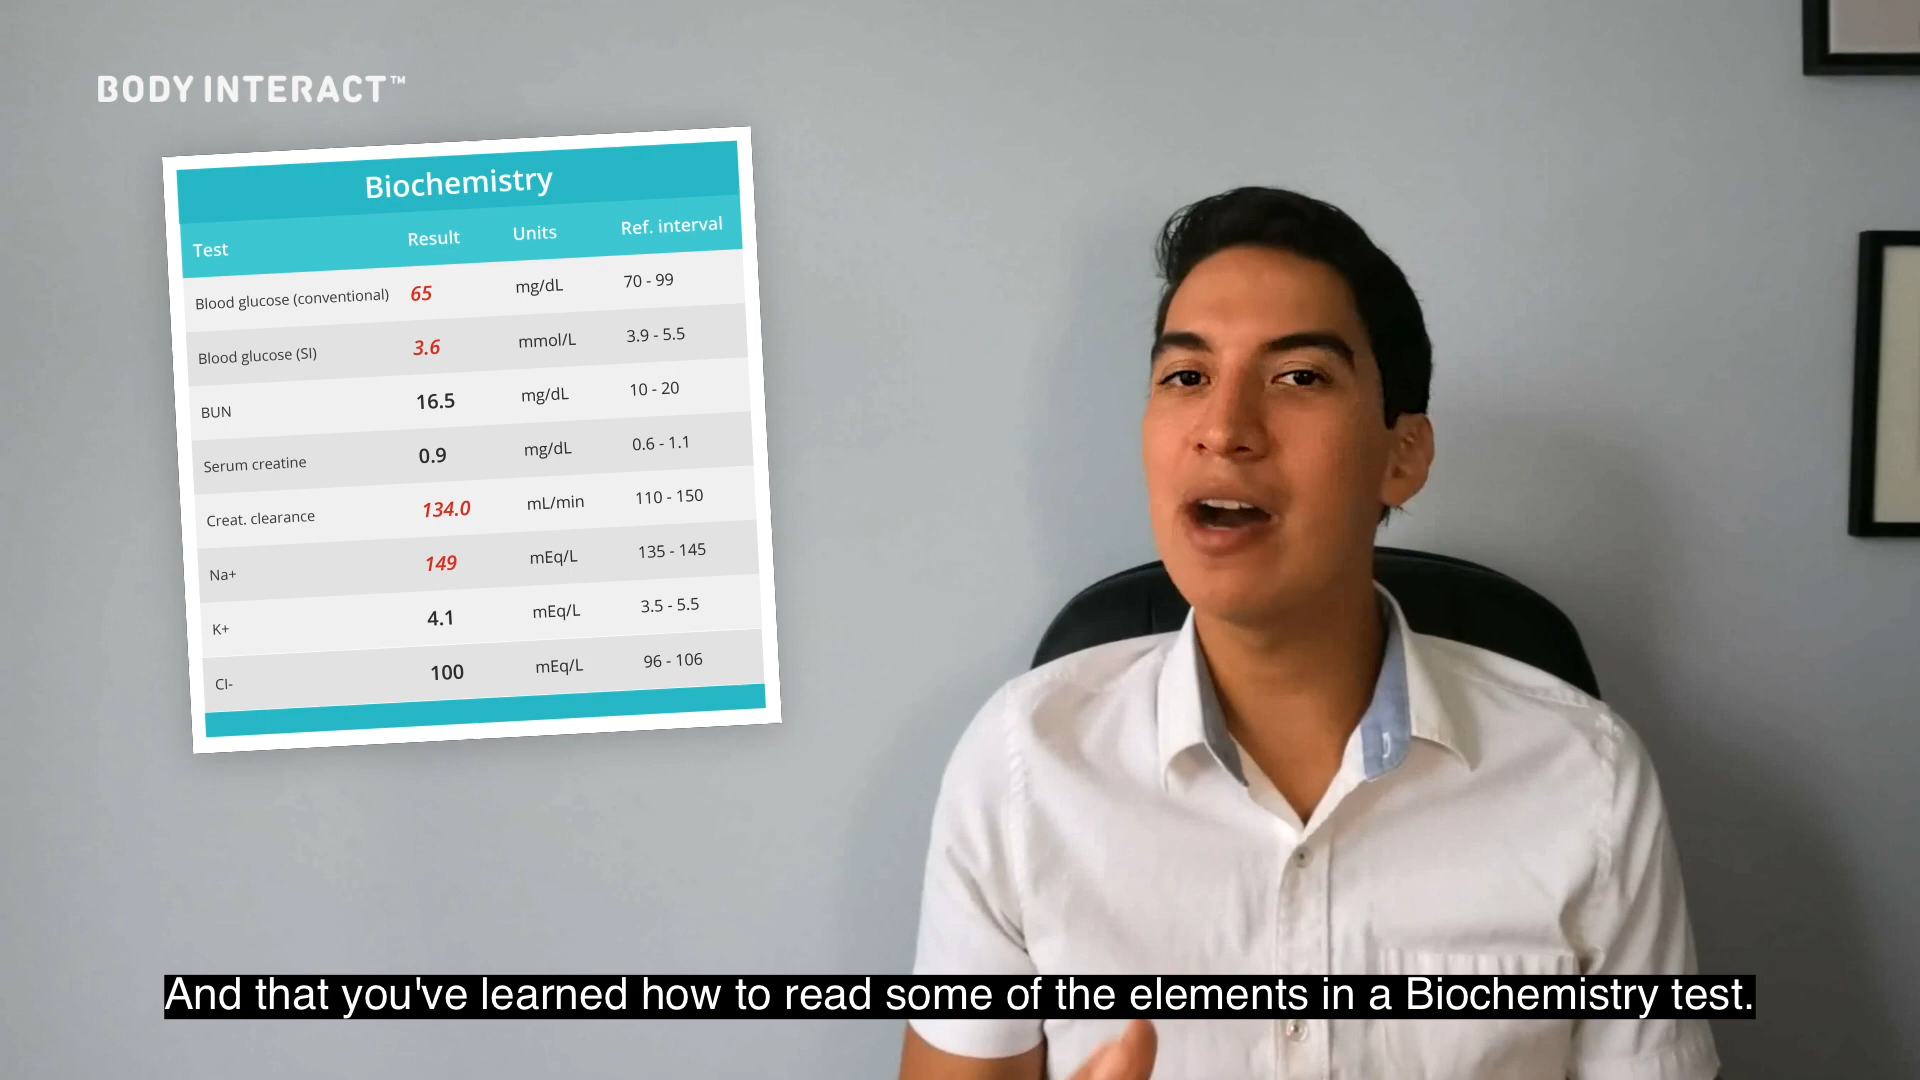 BODY INTERACT™
Biochemistry
Test Result Units Ref. interval
Blood glucose (conventional) 65 mg/dL 70 - 99
Blood glucose (SI) 3.6 mmol/L 3.9 - 5.5
BUN 16.5 mg/dL 10 - 20
Serum creatine 0.9 mg/dL 0.6 - 1.1
Creat. clearance 134.0 mL/min 110 - 150
Na+ 149 mEq/L 135 - 145
K+ 4.1 mEq/L 3.5 - 5.5
Cl- 100 mEq/L 96 - 106
And that you've learned how to read some of the elements in a Biochemistry test.